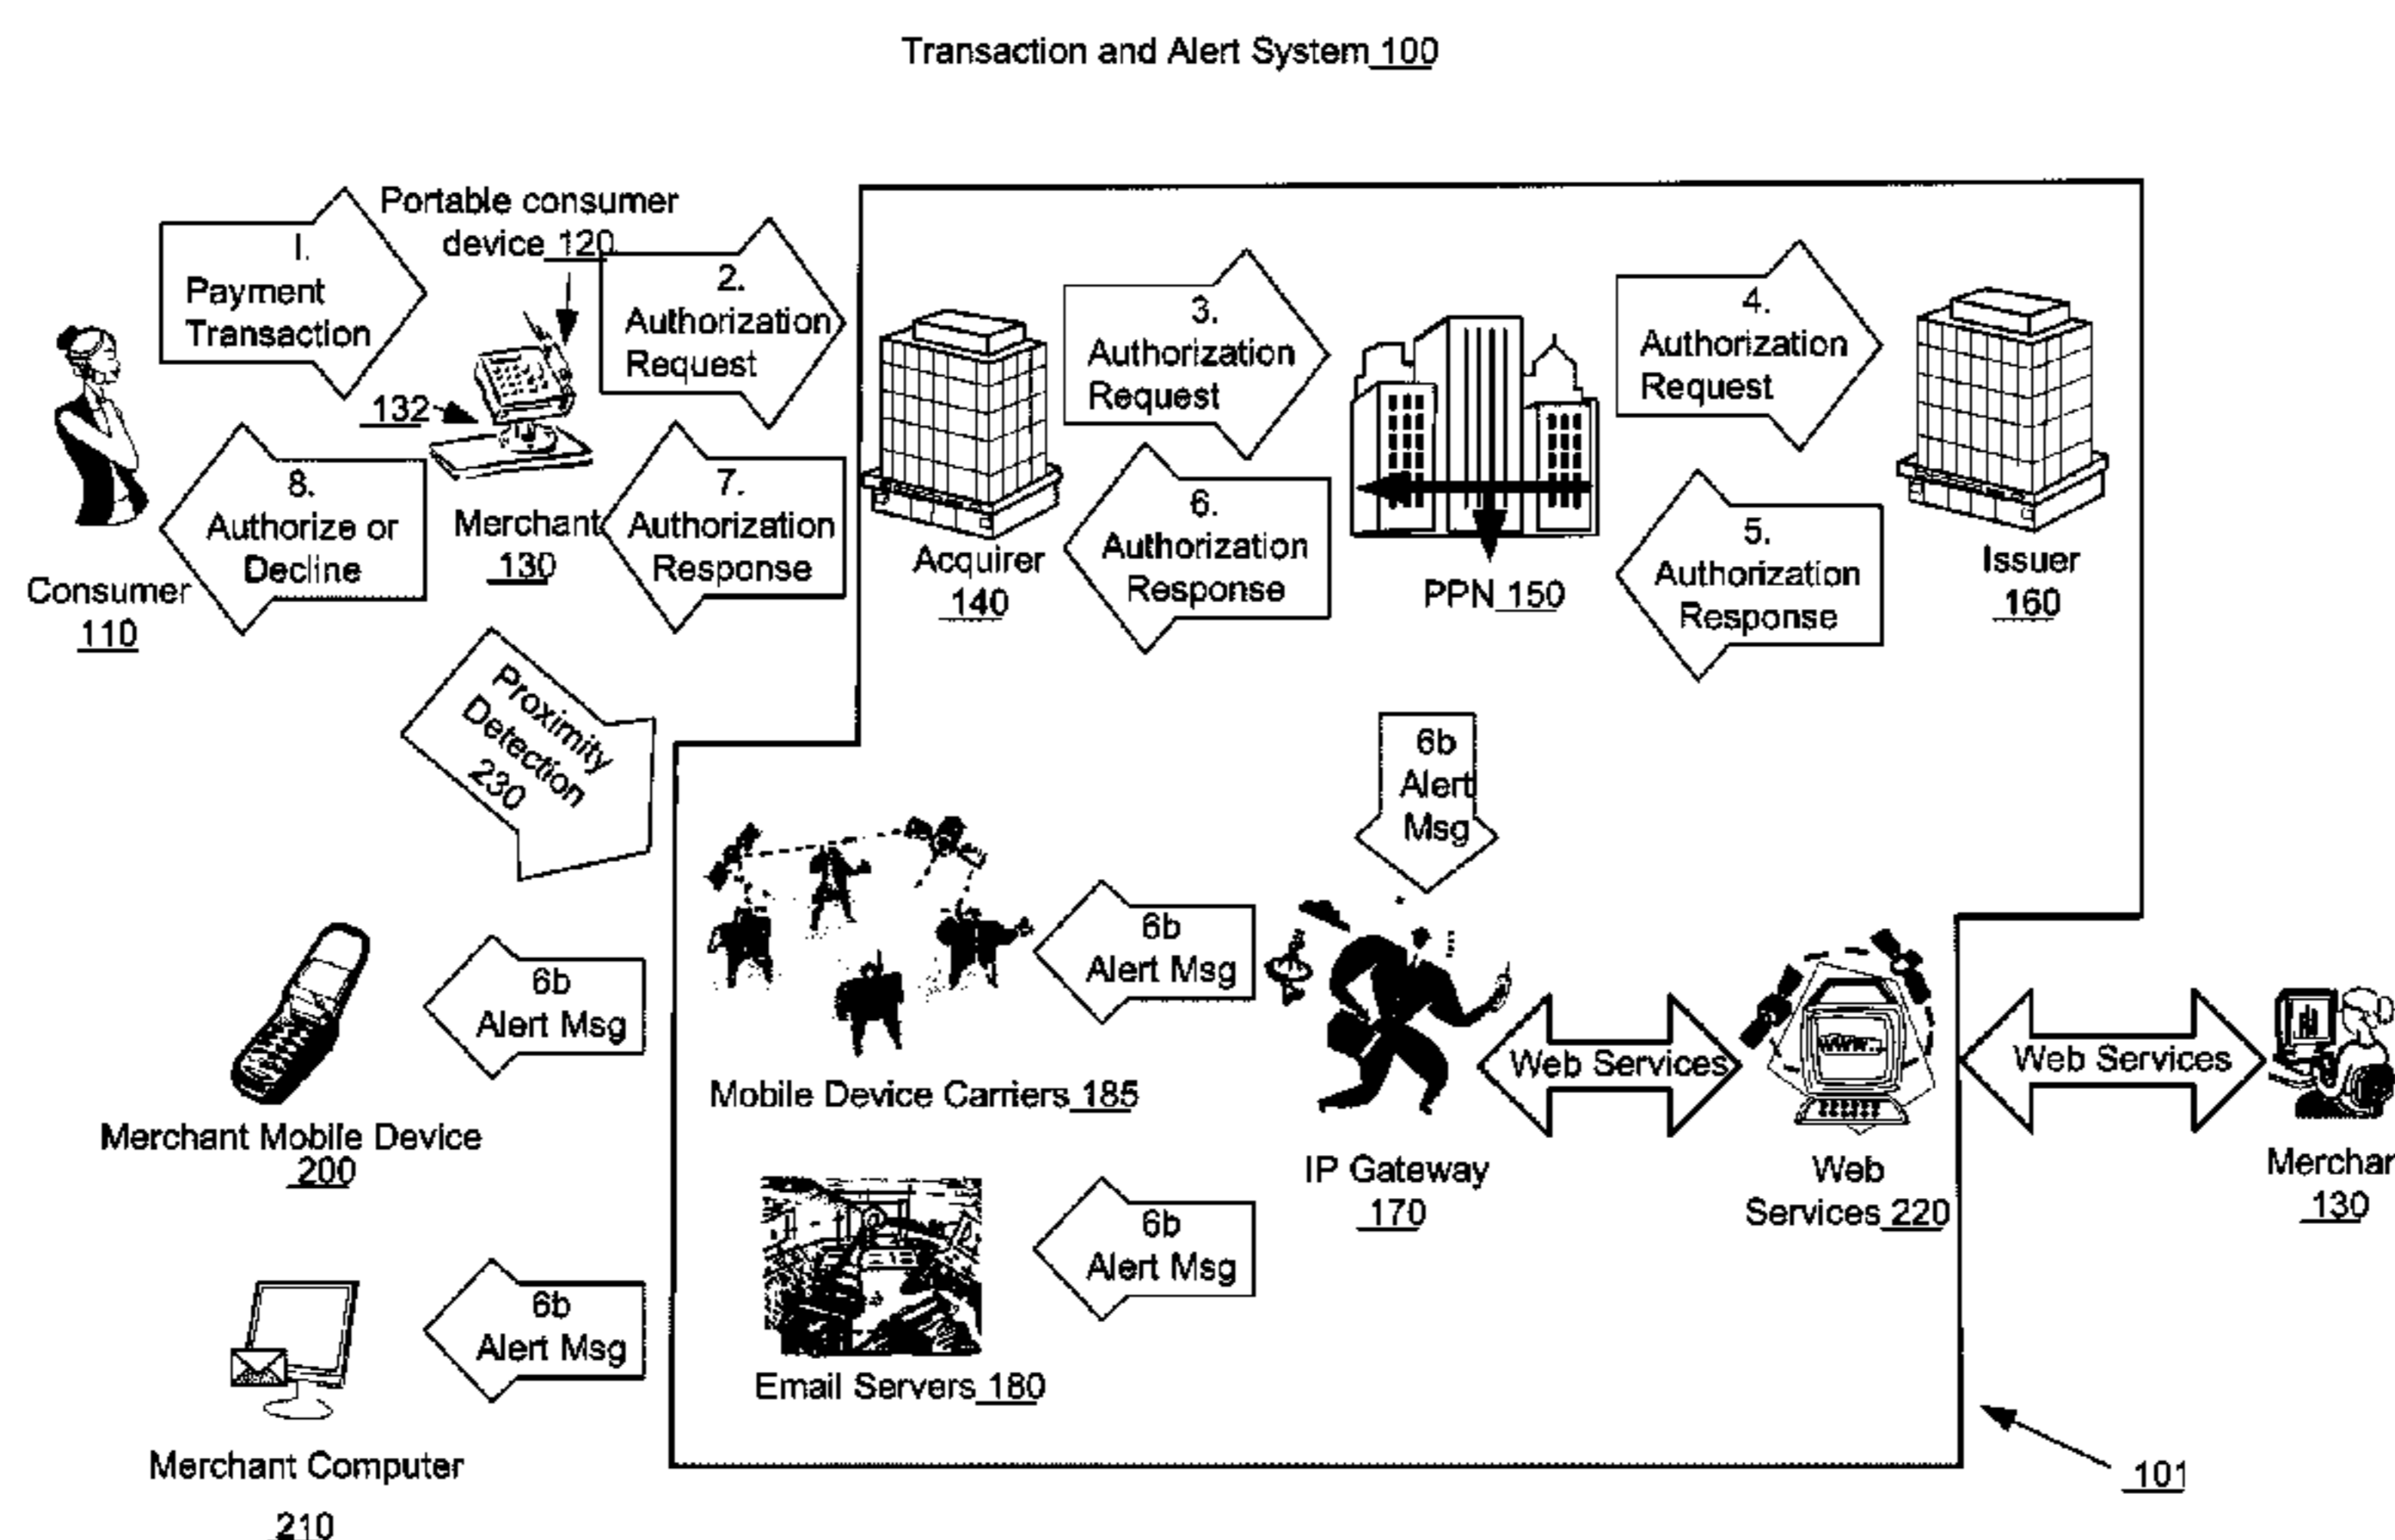 Transaction and Alert System 100
Portable consumer
device 120
1.
Payment
Transaction
2.
Authorization
Request
3.
Authorization
Request
4.
Authorization
Request
132
8.
Authorize or
Decline
Merchant
130
7.
Authorization
Response
Acquirer
140
6.
Authorization
Response
PPN 150
5.
Authorization
Response
Issuer
160
Consumer
110
Proximity
Detection
230
6b
Alert
Msg
6b
Alert Msg
6b
Alert Msg
Web Services
www.
Web Services
Mobile Device Carriers 185
Merchant Mobile Device
200
IP Gateway
170
Web
Services 220
Merchan
130
6b
Alert Msg
6b
Alert Msg
Email Servers 180
Merchant Computer
210
101